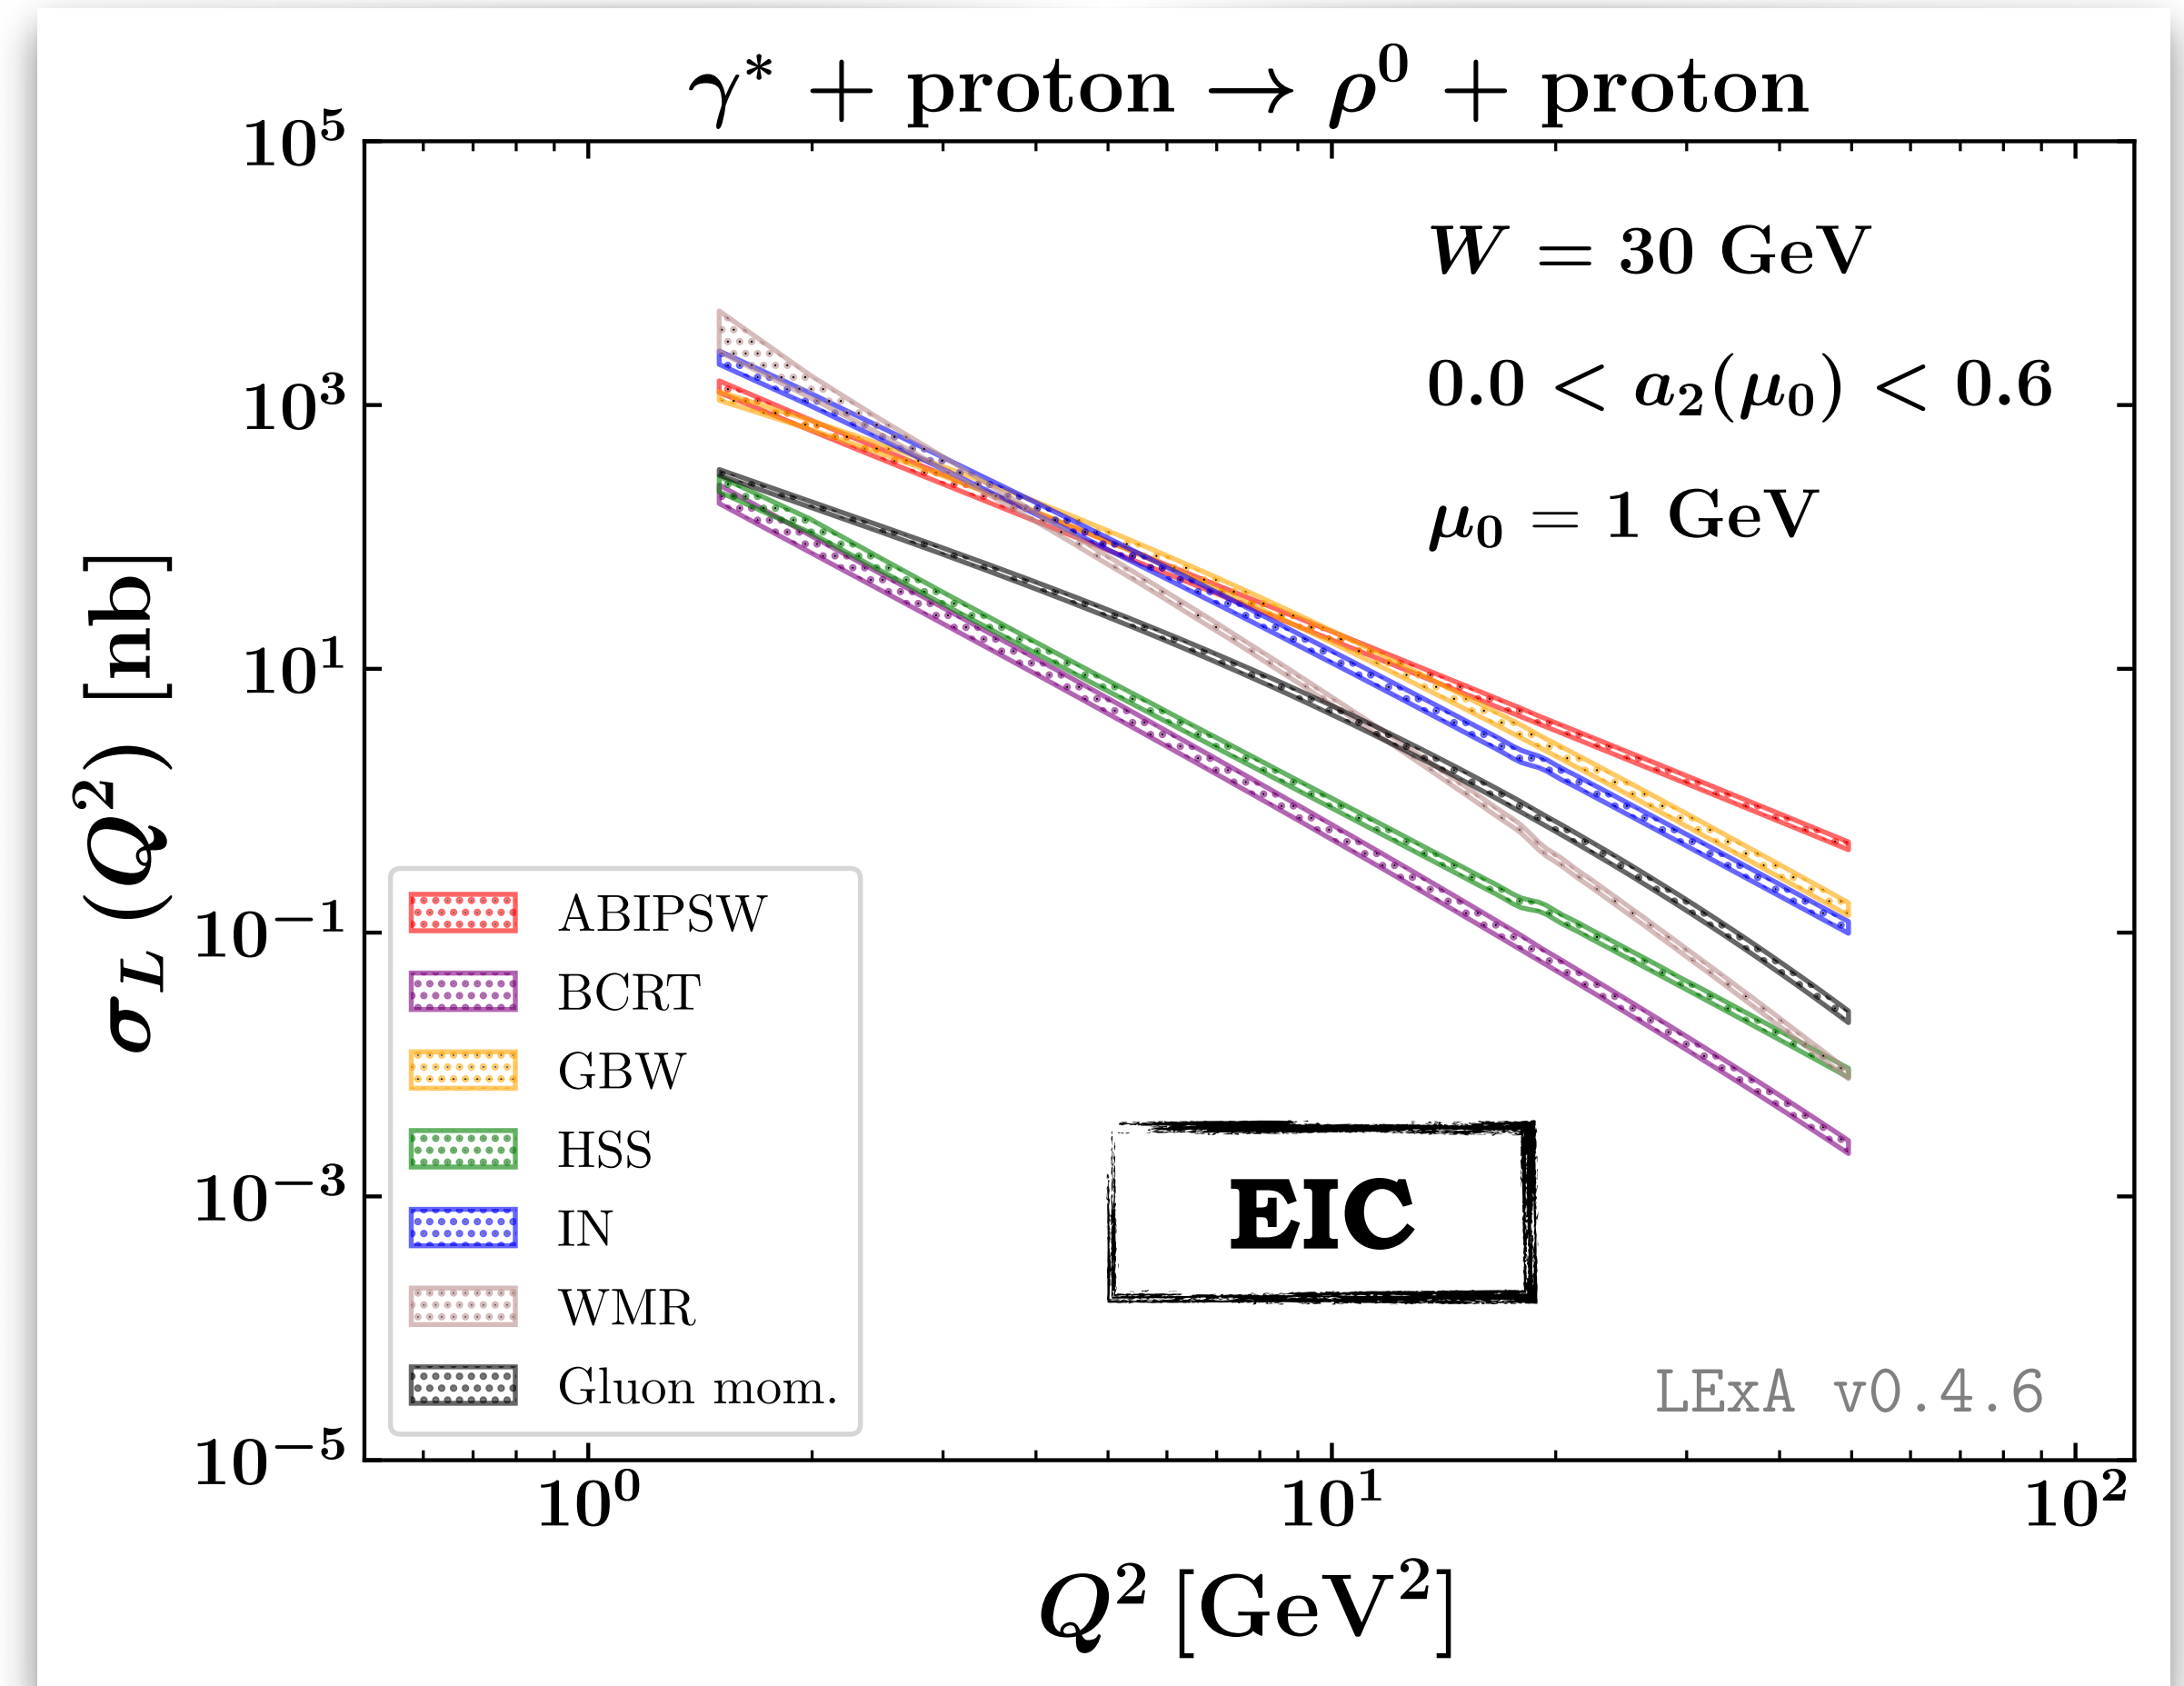 γ* + proton → ρ⁰ + proton
W = 30 GeV
0.0 < a₂(μ₀) < 0.6
μ₀ = 1 GeV
σ_L (Q²) [nb]
10⁵
10³
10¹
10⁻¹
10⁻³
10⁻⁵
ABIPSW
BCRT
GBW
HSS
IN
WMR
Gluon mom.
EIC
LExA v0.4.6
10⁰ 10¹ 10²
Q² [GeV²]